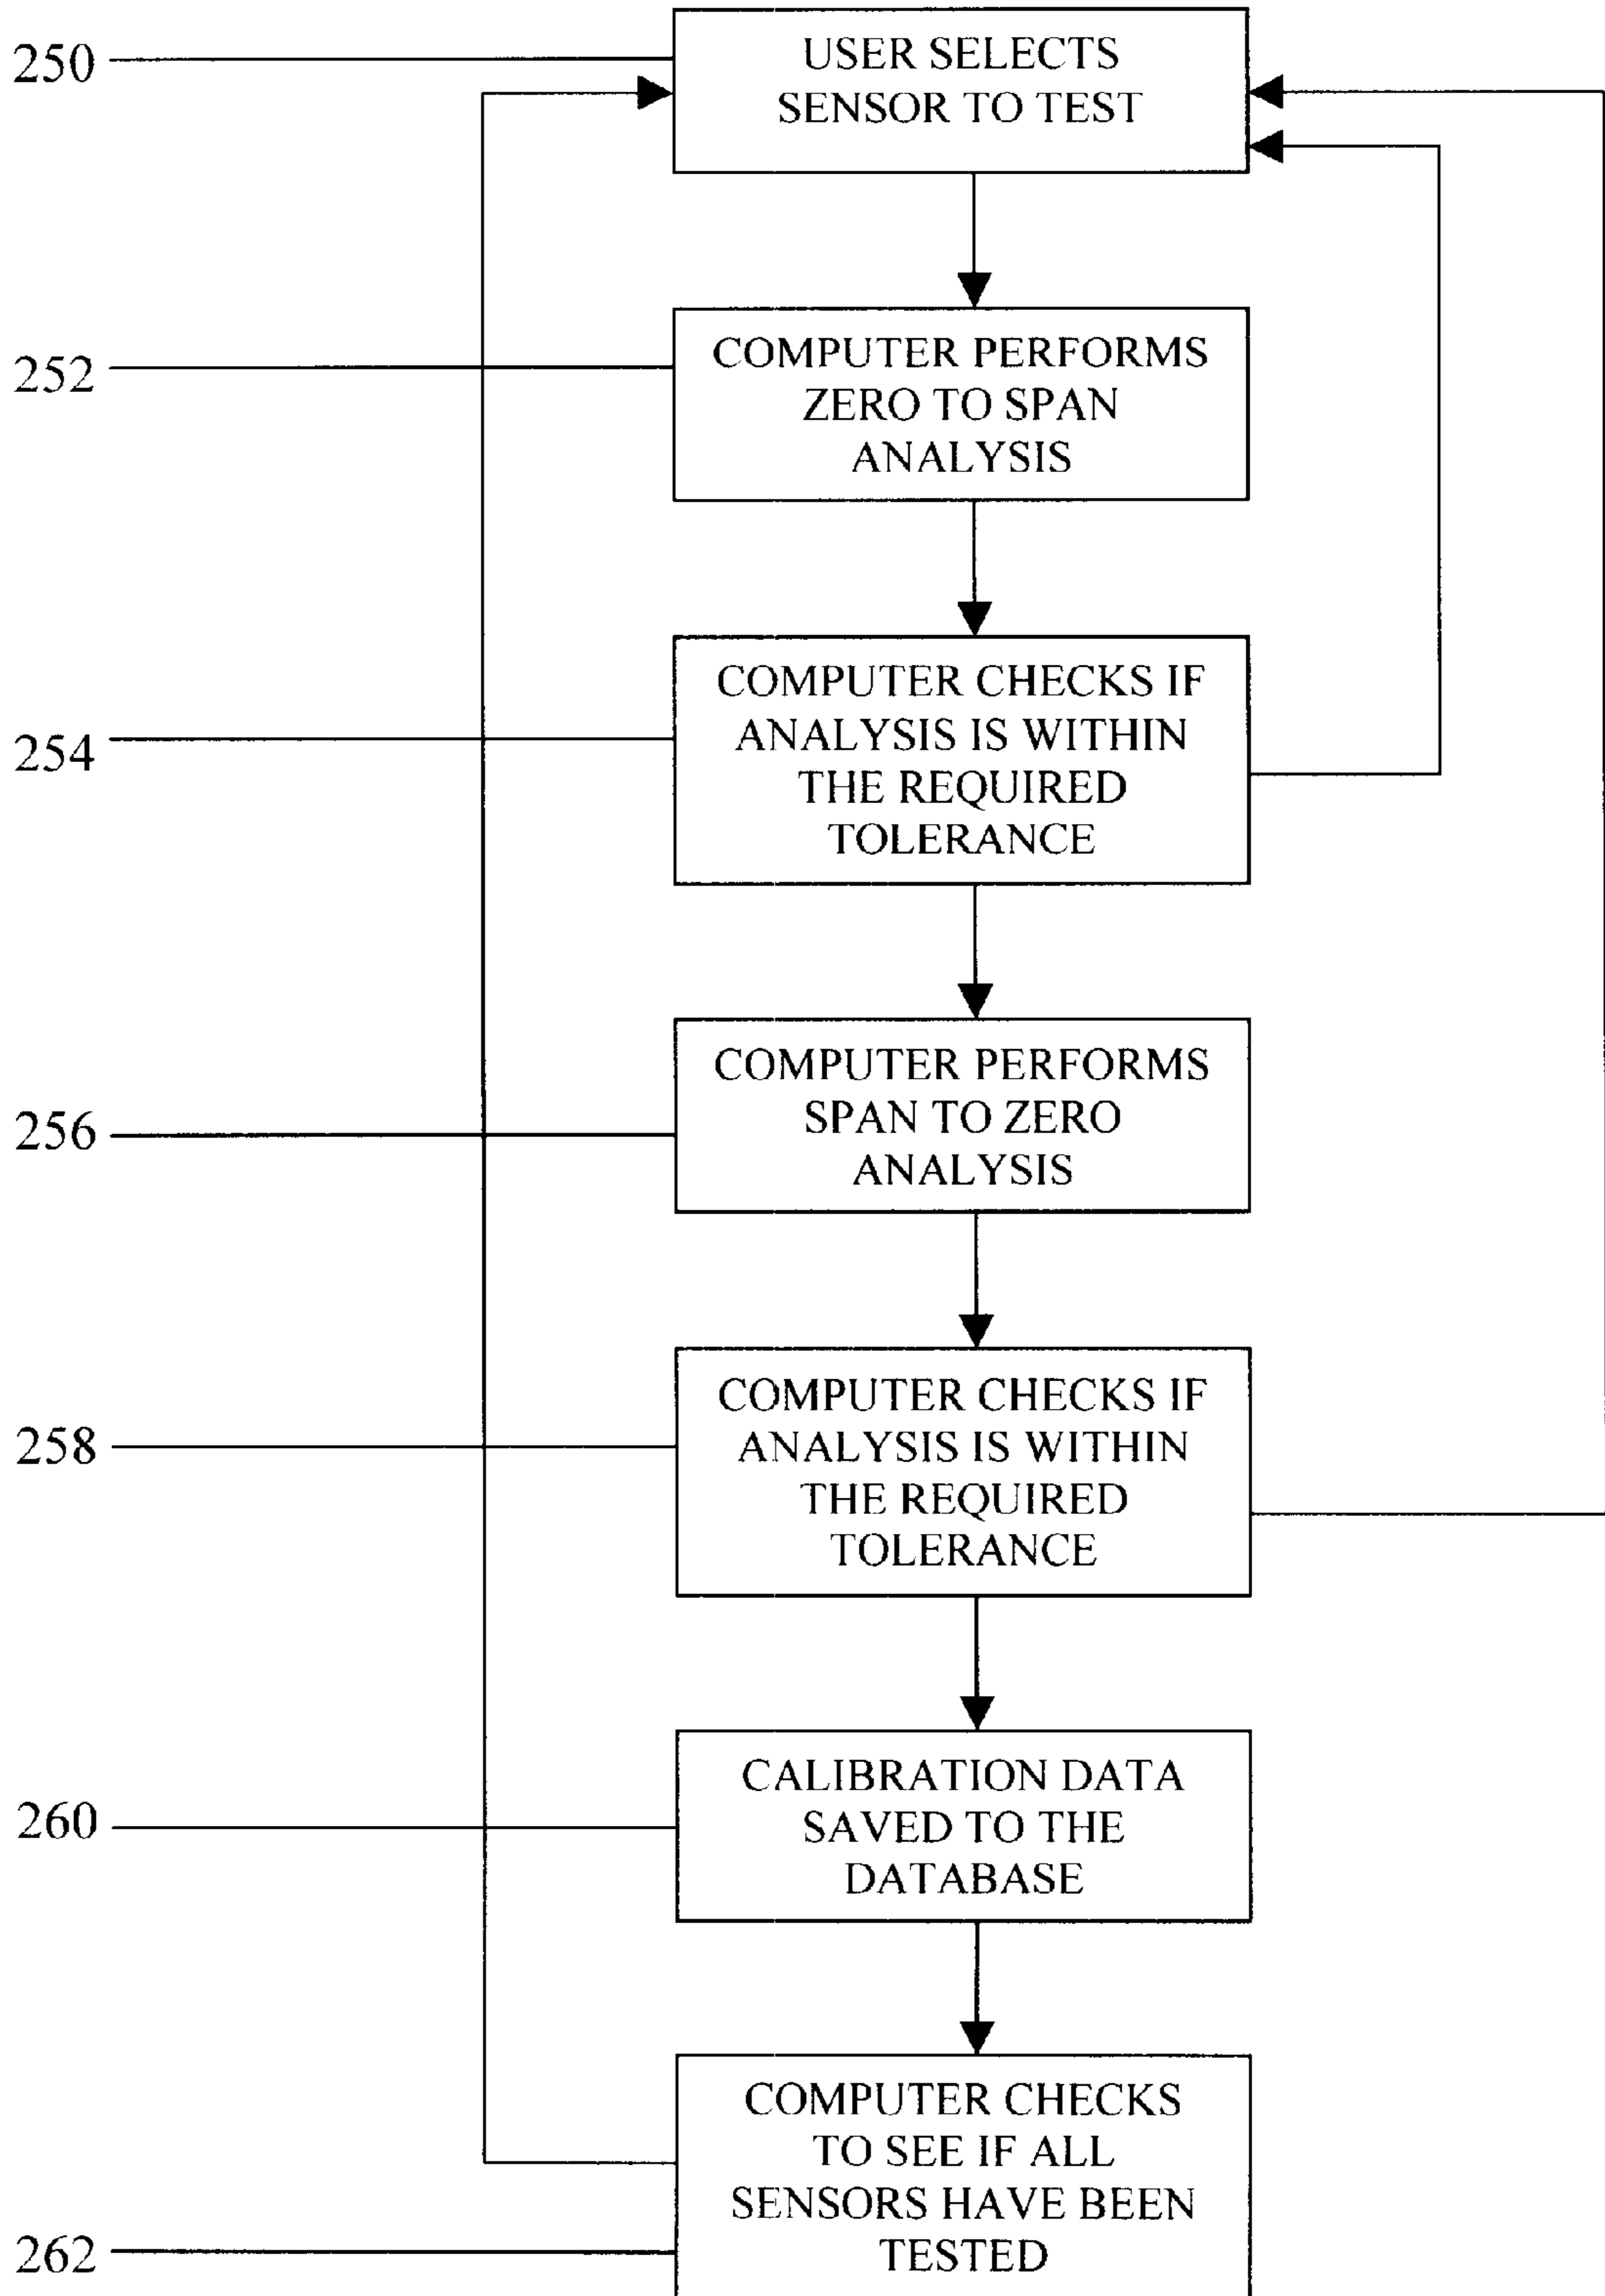 250
USER SELECTS
SENSOR TO TEST
252
COMPUTER PERFORMS
ZERO TO SPAN
ANALYSIS
254
COMPUTER CHECKS IF
ANALYSIS IS WITHIN
THE REQUIRED
TOLERANCE
256
COMPUTER PERFORMS
SPAN TO ZERO
ANALYSIS
258
COMPUTER CHECKS IF
ANALYSIS IS WITHIN
THE REQUIRED
TOLERANCE
260
CALIBRATION DATA
SAVED TO THE
DATABASE
262
COMPUTER CHECKS
TO SEE IF ALL
SENSORS HAVE BEEN
TESTED